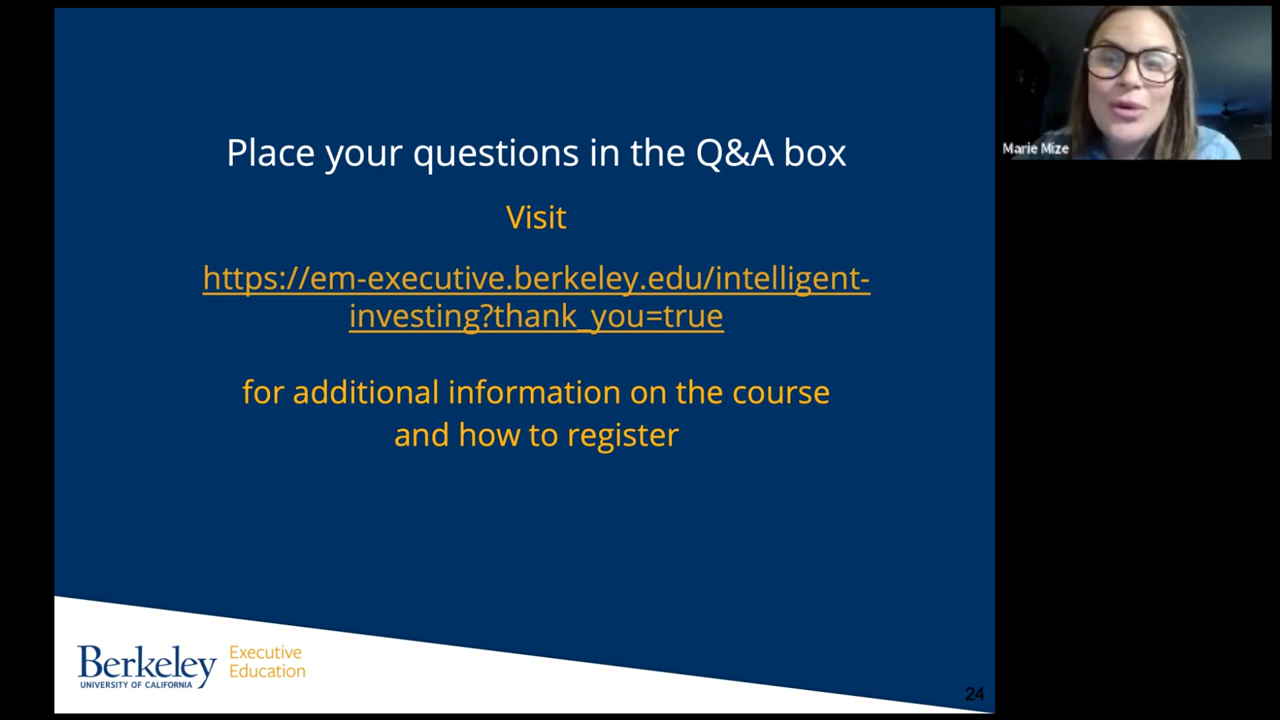 Place your questions in the Q&A box
Visit
https://em-executive.berkeley.edu/intelligent-
investing?thank_you=true
for additional information on the course
and how to register
Berkeley
UNIVERSITY OF CALIFORNIA
Executive
Education
24
Marie Mize